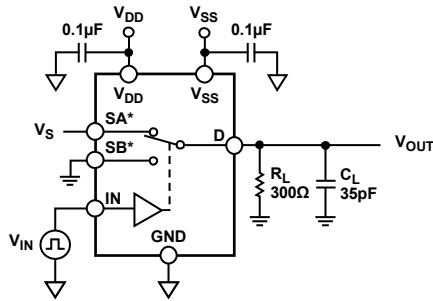 V_DD V_SS
0.1µF 0.1µF
V_DD V_SS
SA*
V_S
D
V_OUT
SB*
R_L
300Ω
C_L
35pF
IN
V_IN
GND